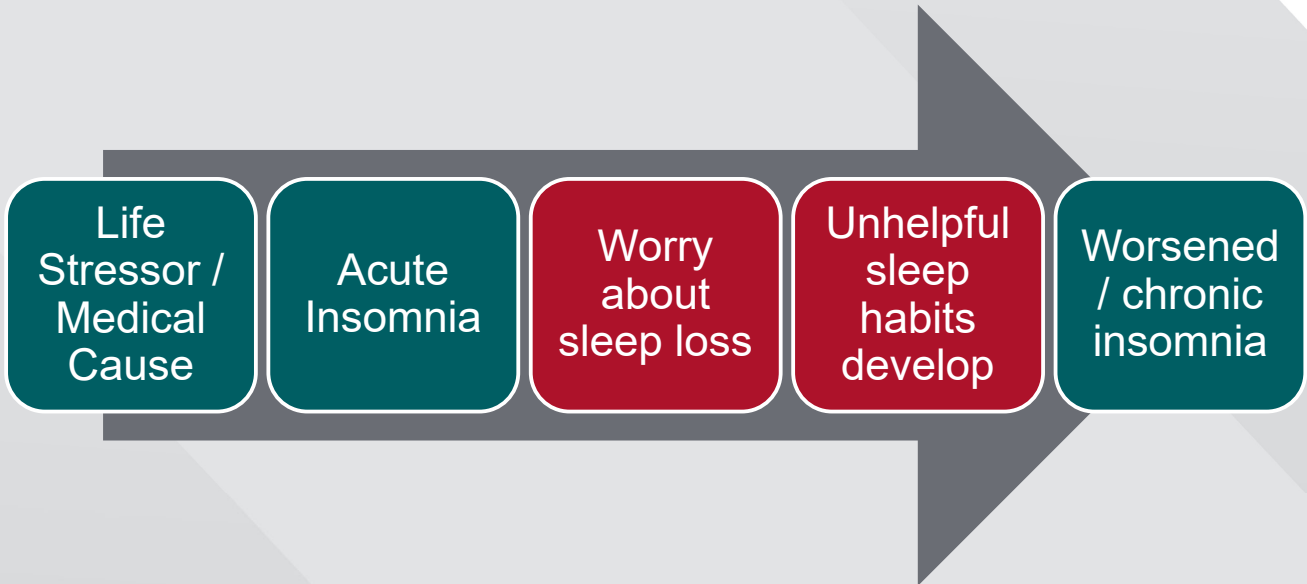 Life
Stressor /
Medical
Cause
Acute
Insomnia
Worry
about
sleep loss
Unhelpful
sleep
habits
develop
Worsened
/ chronic
insomnia